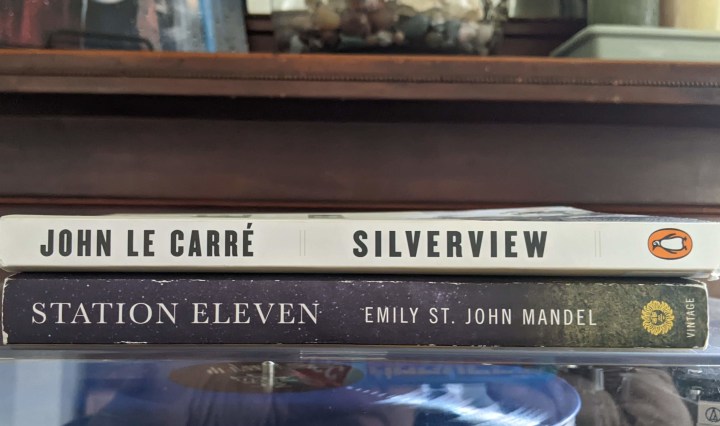 JOHN LE CARRÉ SILVERVIEW
STATION ELEVEN EMILY ST. JOHN MANDEL VINTAGE